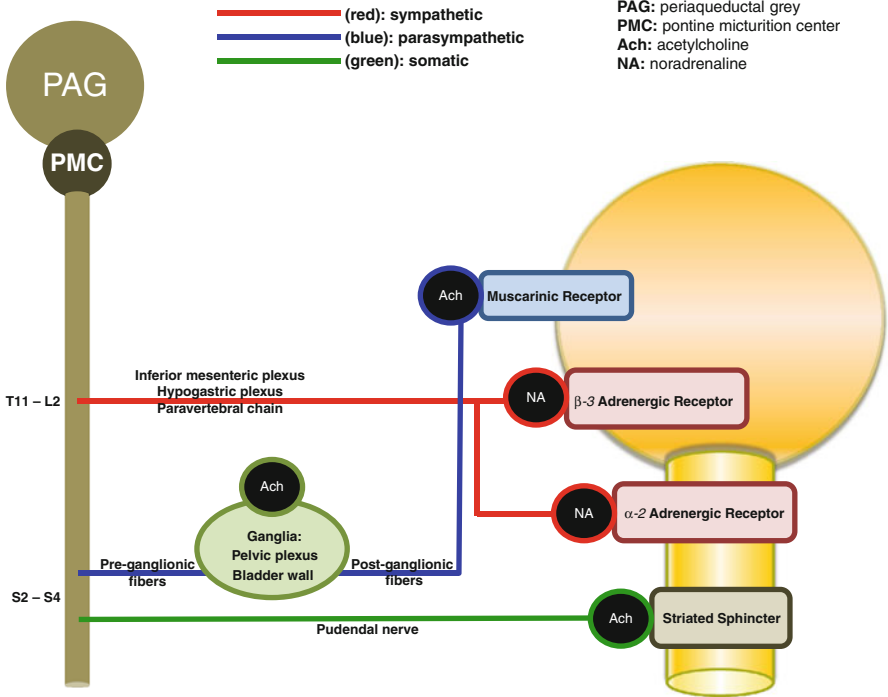 (red): sympathetic
(blue): parasympathetic
(green): somatic
PAG: periaqueductal grey
PMC: pontine micturition center
Ach: acetylcholine
NA: noradrenaline
PAG
PMC
Ach
Muscarinic Receptor
Inferior mesenteric plexus
Hypogastric plexus
Paravertebral chain
T11 – L2
NA
β-3 Adrenergic Receptor
Ach
NA
α-2 Adrenergic Receptor
Ganglia:
Pelvic plexus
Bladder wall
Pre-ganglionic
fibers
Post-ganglionic
fibers
S2 – S4
Ach
Striated Sphincter
Pudendal nerve